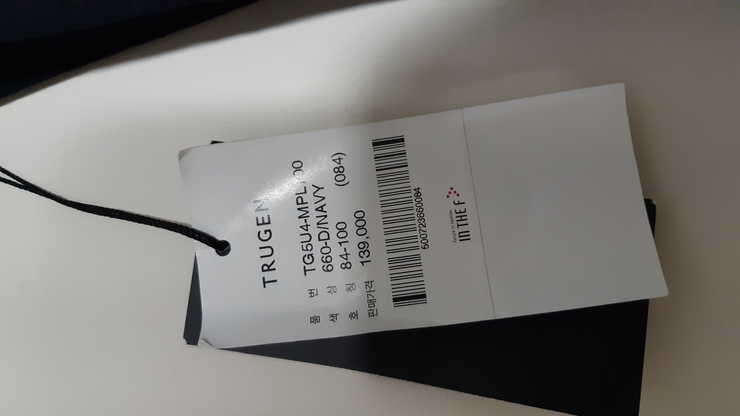 TRUGEN
품 번 TG5U4-MPL
색 상 660-D/NAVY
호 칭 84-100 (084)
판매가격 139,000
500723660084
IN THE F